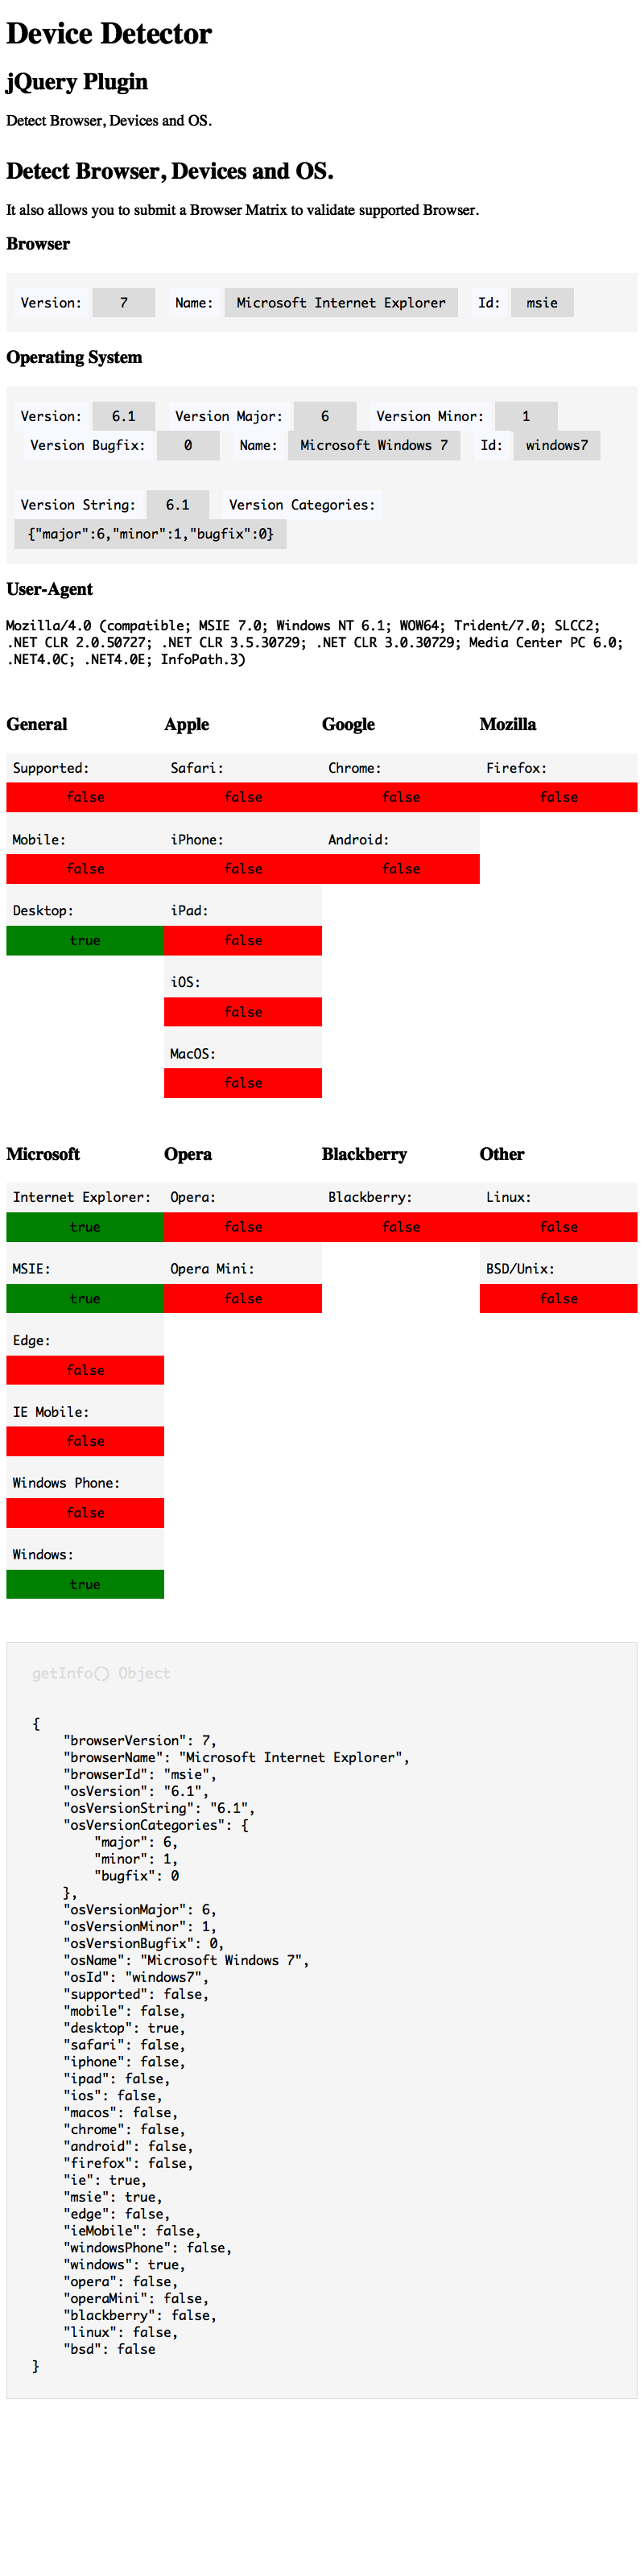 Device Detector
jQuery Plugin
Detect Browser, Devices and OS.
Detect Browser, Devices and OS.
It also allows you to submit a Browser Matrix to validate supported Browser.
Browser
Version: 7 Name: Microsoft Internet Explorer Id: msie
Operating System
Version: 6.1 Version Major: 6 Version Minor: 1
Version Bugfix: 0 Name: Microsoft Windows 7 Id: windows7
Version String: 6.1 Version Categories:
{"major":6,"minor":1,"bugfix":0}
User-Agent
Mozilla/4.0 (compatible; MSIE 7.0; Windows NT 6.1; WOW64; Trident/7.0; SLCC2;
.NET CLR 2.0.50727; .NET CLR 3.5.30729; .NET CLR 3.0.30729; Media Center PC 6.0;
.NET4.0C; .NET4.0E; InfoPath.3)
General Apple Google Mozilla
Supported: Safari: Chrome: Firefox:
false false false false
Mobile: iPhone: Android:
false false false
Desktop: iPad:
true false
iOS:
false
MacOS:
false
Microsoft Opera Blackberry Other
Internet Explorer: Opera: Blackberry: Linux:
true false false false
MSIE: Opera Mini: BSD/Unix:
true false false
Edge:
false
IE Mobile:
false
Windows Phone:
false
Windows:
true
getInfo() Object
{
    "browserVersion": 7,
    "browserName": "Microsoft Internet Explorer",
    "browserId": "msie",
    "osVersion": "6.1",
    "osVersionString": "6.1",
    "osVersionCategories": {
        "major": 6,
        "minor": 1,
        "bugfix": 0
    },
    "osVersionMajor": 6,
    "osVersionMinor": 1,
    "osVersionBugfix": 0,
    "osName": "Microsoft Windows 7",
    "osId": "windows7",
    "supported": false,
    "mobile": false,
    "desktop": true,
    "safari": false,
    "iphone": false,
    "ipad": false,
    "ios": false,
    "macos": false,
    "chrome": false,
    "android": false,
    "firefox": false,
    "ie": true,
    "msie": true,
    "edge": false,
    "ieMobile": false,
    "windowsPhone": false,
    "windows": true,
    "opera": false,
    "operaMini": false,
    "blackberry": false,
    "linux": false,
    "bsd": false
}